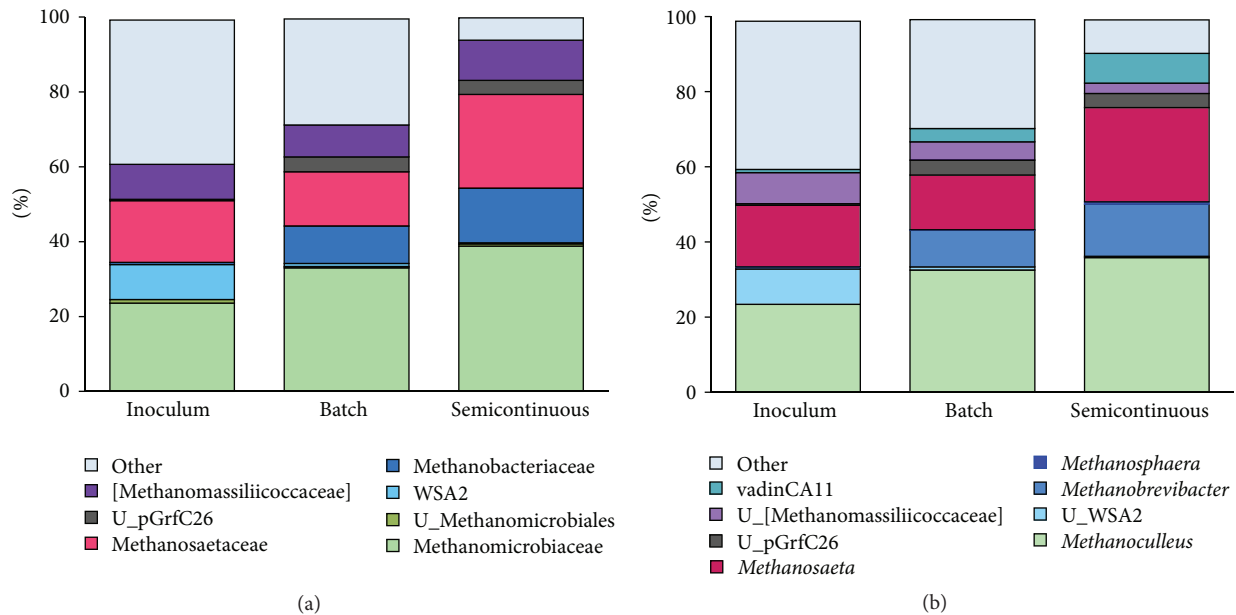 100
80
60
40
20
0
(%)
Inoculum Batch Semicontinuous
Other
[Methanomassiliicoccaceae]
U_pGrfC26
Methanosaetaceae
Methanobacteriaceae
WSA2
U_Methanomicrobiales
Methanomicrobiaceae
(a)
100
80
60
40
20
0
(%)
Inoculum Batch Semicontinuous
Other
vadinCA11
U_[Methanomassiliicoccaceae]
U_pGrfC26
Methanosaeta
Methanosphaera
Methanobrevibacter
U_WSA2
Methanoculleus
(b)